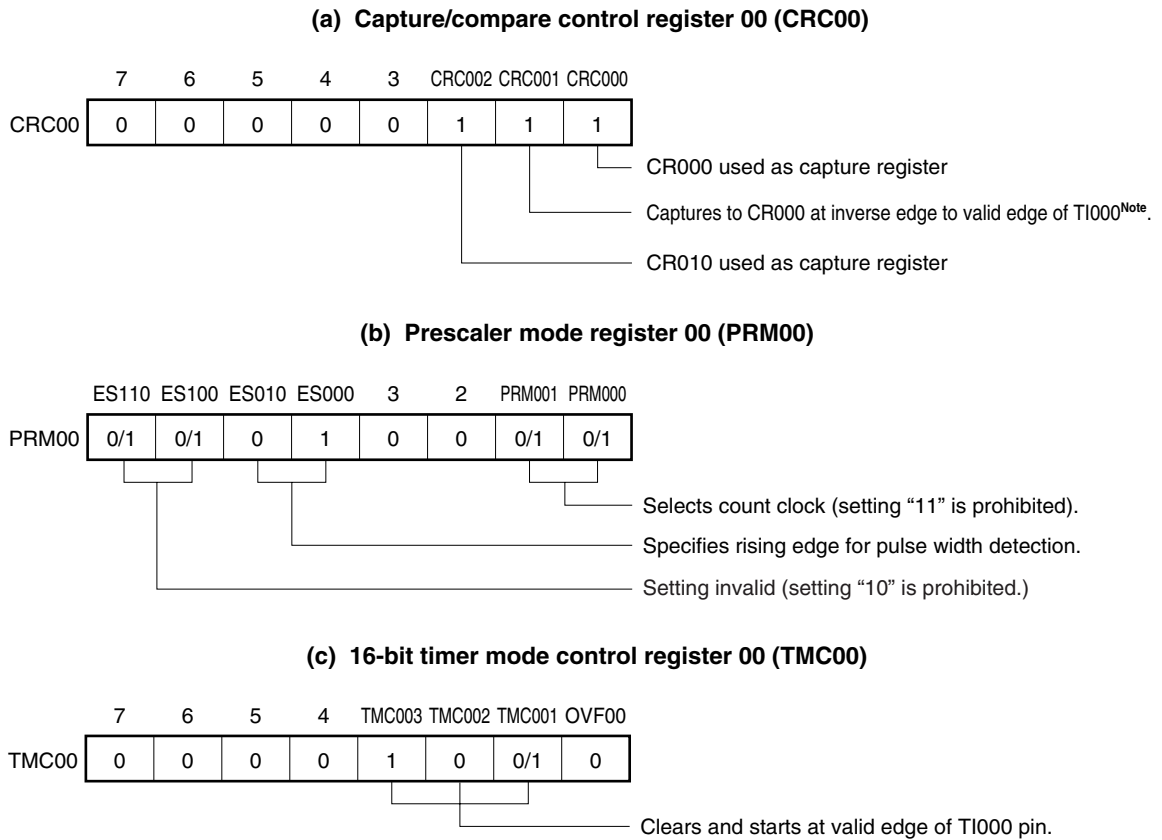 (a) Capture/compare control register 00 (CRC00)
7 6 5 4 3 CRC002 CRC001 CRC000
CRC00 0 0 0 0 0 1 1 1
CR000 used as capture register
Captures to CR000 at inverse edge to valid edge of TI000Note.
CR010 used as capture register
(b) Prescaler mode register 00 (PRM00)
ES110 ES100 ES010 ES000 3 2 PRM001 PRM000
PRM00 0/1 0/1 0 1 0 0 0/1 0/1
Selects count clock (setting “11” is prohibited).
Specifies rising edge for pulse width detection.
Setting invalid (setting “10” is prohibited.)
(c) 16-bit timer mode control register 00 (TMC00)
7 6 5 4 TMC003 TMC002 TMC001 OVF00
TMC00 0 0 0 0 1 0 0/1 0
Clears and starts at valid edge of TI000 pin.